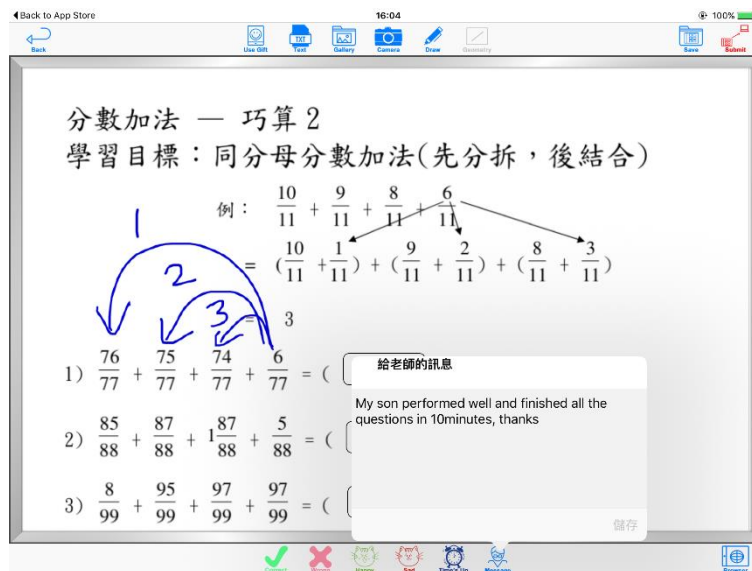 Back to App Store 16:04 100%
Back Use Gift Text Gallery Camera Draw Geometry Save Submit
TXT
分數加法 — 巧算 2
學習目標：同分母分數加法(先分拆，後結合)
例： 10/11 + 9/11 + 8/11 + 6/11
= (10/11 + 1/11) + (9/11 + 2/11) + (8/11 + 3/11)
= 3
1
2
3
1) 76/77 + 75/77 + 74/77 + 6/77 = (
2) 85/88 + 87/88 + 1 87/88 + 5/88 = (
3) 8/99 + 95/99 + 97/99 + 97/99 = (
給老師的訊息
My son performed well and finished all the
questions in 10minutes, thanks
儲存
Correct Wrong Happy Sad Time's Up Message Browser